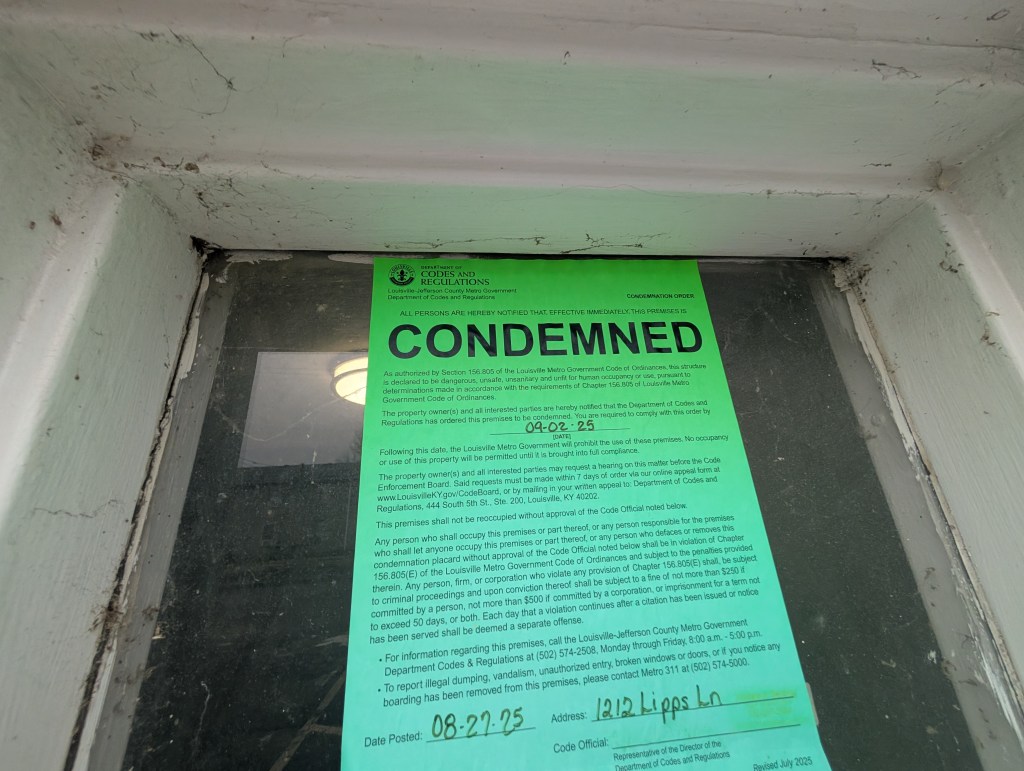 DEPARTMENT OF
CODES AND
REGULATIONS
Louisville-Jefferson County Metro Government
Department of Codes and Regulations
CONDEMNATION ORDER
ALL PERSONS ARE HEREBY NOTIFIED THAT, EFFECTIVE IMMEDIATELY, THIS PREMISES IS
CONDEMNED
As authorized by Section 156.805 of the Louisville Metro Government Code of Ordinances, this structure
is declared to be dangerous, unsafe, unsanitary and unfit for human occupancy or use, pursuant to
determinations made in accordance with the requirements of Chapter 156.805 of Louisville Metro
Government Code of Ordinances.
The property owner(s) and all interested parties are hereby notified that the Department of Codes and
Regulations has ordered this premises to be condemned. You are required to comply with this order by
09-02-25
[DATE]
Following this date, the Louisville Metro Government will prohibit the use of these premises. No occupancy
or use of this property will be permitted until it is brought into full compliance.
The property owner(s) and all interested parties may request a hearing on this matter before the Code
Enforcement Board. Said requests must be made within 7 days of order via our online appeal form at
www.LouisvilleKY.gov/CodeBoard, or by mailing in your written appeal to: Department of Codes and
Regulations, 444 South 5th St., Ste. 200, Louisville, KY 40202.
This premises shall not be reoccupied without approval of the Code Official noted below.
Any person who shall occupy this premises or part thereof, or any person responsible for the premises
who shall let anyone occupy this premises or part thereof, or any person who defaces or removes this
condemnation placard without approval of the Code Official noted below shall be in violation of Chapter
156.805(E) of the Louisville Metro Government Code of Ordinances and subject to the penalties provided
therein. Any person, firm, or corporation who violate any provision of Chapter 156.805(E) shall, be subject
to criminal proceedings and upon conviction thereof shall be subject to a fine of not more than $250 if
committed by a person, not more than $500 if committed by a corporation, or imprisonment for a term not
to exceed 50 days, or both. Each day that a violation continues after a citation has been issued or notice
has been served shall be deemed a separate offense.
• For information regarding this premises, call the Louisville-Jefferson County Metro Government
Department Codes & Regulations at (502) 574-2508, Monday through Friday, 8:00 a.m. - 5:00 p.m.
• To report illegal dumping, vandalism, unauthorized entry, broken windows or doors, or if you notice any
boarding has been removed from this premises, please contact Metro 311 at (502) 574-5000.
Date Posted: 08-27-25 Address: 1212 Lipps Ln
Code Official:
Representative of the Director of the
Department of Codes and Regulations
Revised July 2025